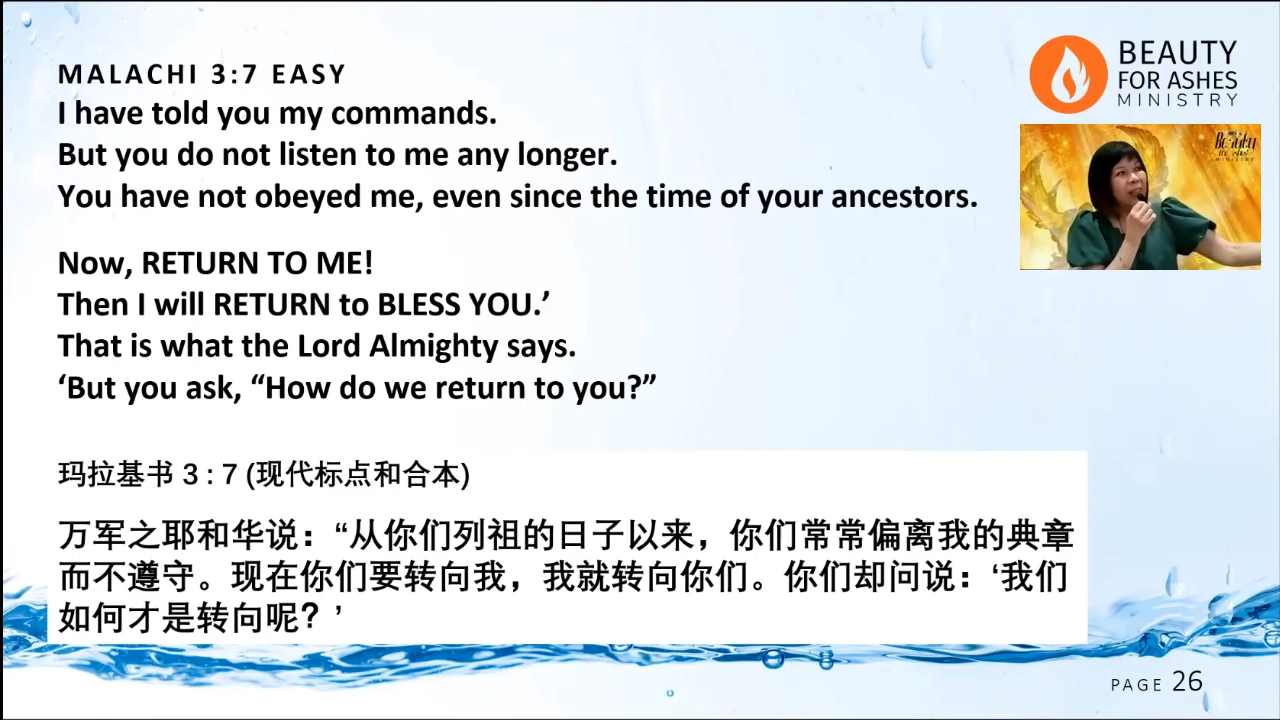 MALACHI 3:7 EASY
I have told you my commands.
But you do not listen to me any longer.
You have not obeyed me, even since the time of your ancestors.
Now, RETURN TO ME!
Then I will RETURN to BLESS YOU.’
That is what the Lord Almighty says.
‘But you ask, “How do we return to you?”
玛拉基书 3 : 7 (现代标点和合本)
万军之耶和华说：“从你们列祖的日子以来，你们常常偏离我的典章
而不遵守。现在你们要转向我，我就转向你们。你们却问说：‘我们
如何才是转向呢？’
BEAUTY
FOR ASHES
MINISTRY
Beauty
MINISTRY
PAGE 26